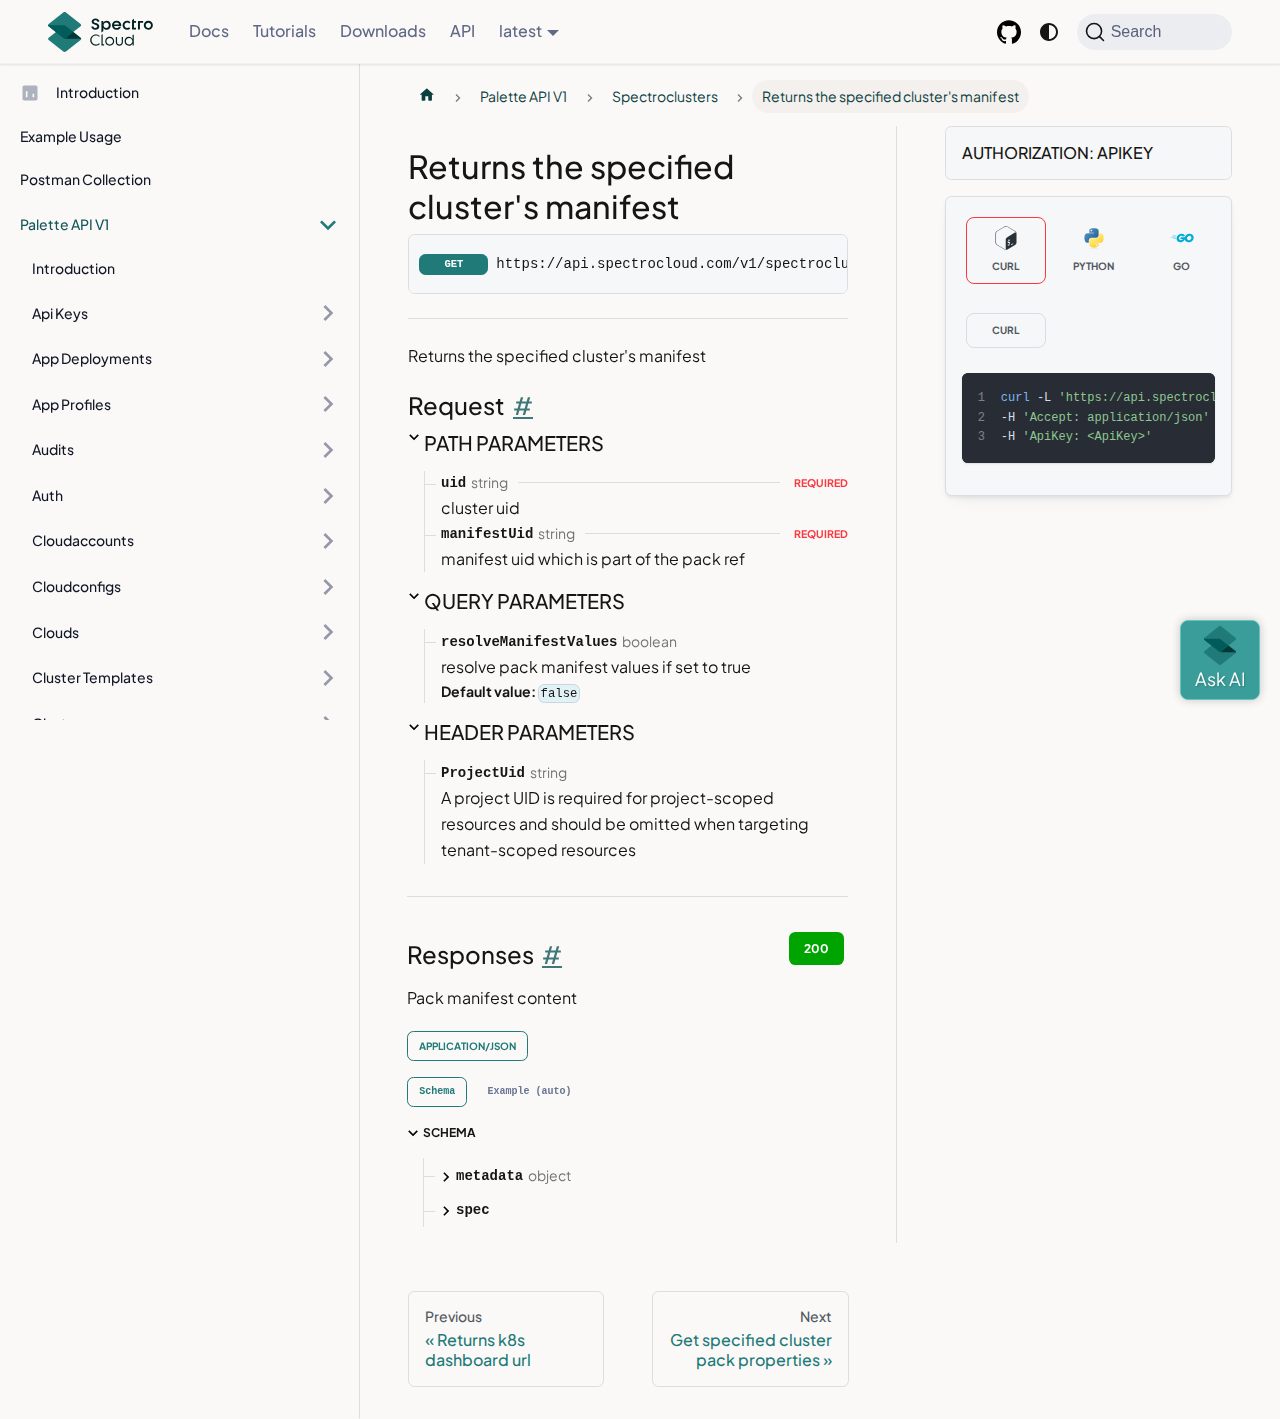 Spectro Cloud
Docs
Tutorials
Downloads
API
latest
Search
Introduction
Example Usage
Postman Collection
Palette API V1
Introduction
Api Keys
App Deployments
App Profiles
Audits
Auth
Cloudaccounts
Cloudconfigs
Clouds
Cluster Templates
Palette API V1
Spectroclusters
Returns the specified cluster's manifest
Returns the specified
cluster's manifest
GET https://api.spectrocloud.com/v1/spectroclu
Returns the specified cluster's manifest
Request #
PATH PARAMETERS
uid string REQUIRED
cluster uid
manifestUid string REQUIRED
manifest uid which is part of the pack ref
QUERY PARAMETERS
resolveManifestValues boolean
resolve pack manifest values if set to true
Default value: false
HEADER PARAMETERS
ProjectUid string
A project UID is required for project-scoped
resources and should be omitted when targeting
tenant-scoped resources
Responses #
200
Pack manifest content
APPLICATION/JSON
Schema
Example (auto)
SCHEMA
metadata object
spec
Previous
« Returns k8s
dashboard url
Next
Get specified cluster
pack properties »
AUTHORIZATION: APIKEY
CURL
PYTHON
GO
CURL
1 curl -L 'https://api.spectrocl
2 -H 'Accept: application/json'
3 -H 'ApiKey: <ApiKey>'
Ask AI